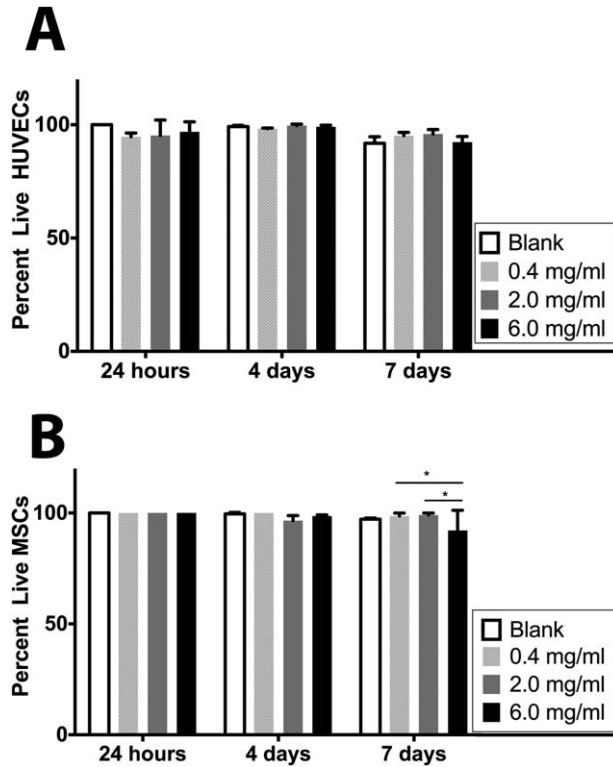 A
Percent Live HUVECs
100
50
0
24 hours 4 days 7 days
Blank
0.4 mg/ml
2.0 mg/ml
6.0 mg/ml
B
Percent Live MSCs
100
50
0
* 
*
24 hours 4 days 7 days
Blank
0.4 mg/ml
2.0 mg/ml
6.0 mg/ml